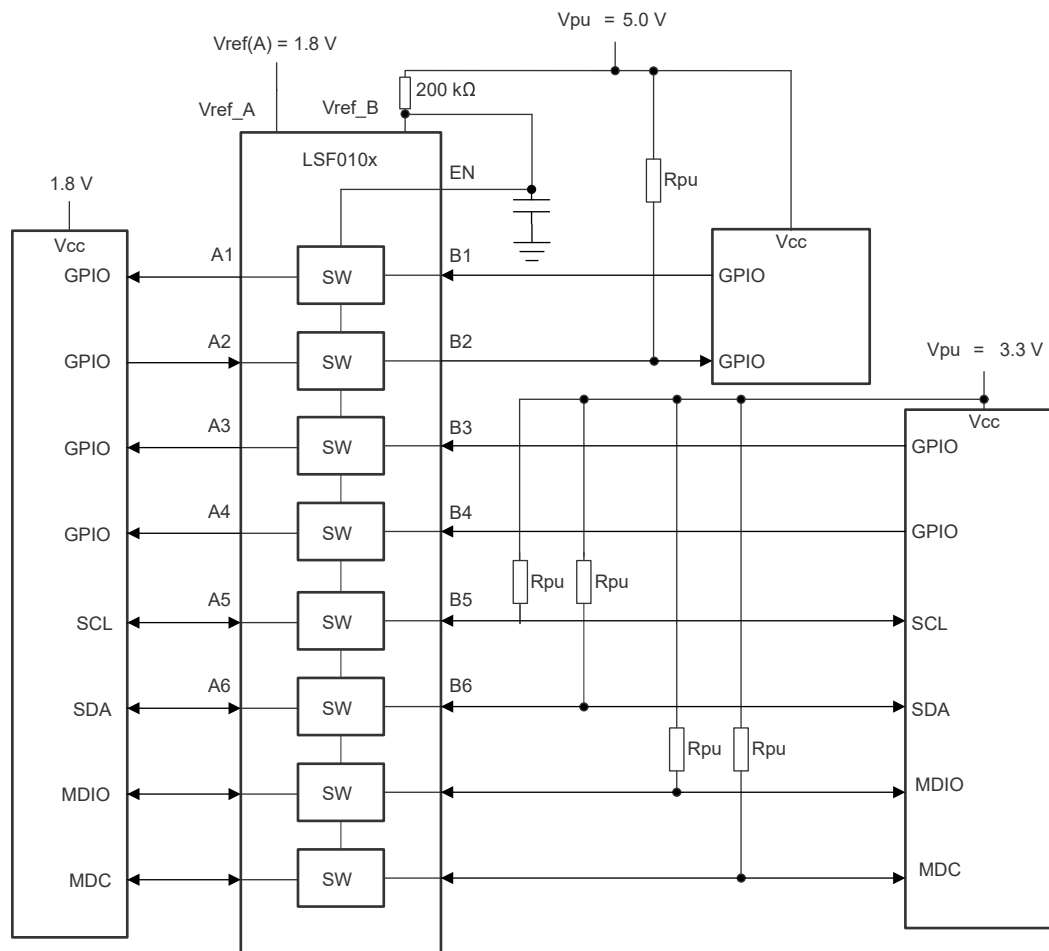 Vpu = 5.0 V
Vref(A) = 1.8 V
200 kΩ
Vref_A
Vref_B
LSF010x
EN
Rpu
1.8 V
Vcc
Vcc
GPIO
A1
SW
B1
GPIO
GPIO
A2
SW
B2
GPIO
Vpu = 3.3 V
Vcc
GPIO
A3
SW
B3
GPIO
GPIO
A4
SW
B4
GPIO
Rpu
Rpu
SCL
A5
SW
B5
SCL
SDA
A6
SW
B6
SDA
Rpu
Rpu
MDIO
SW
MDIO
MDC
SW
MDC